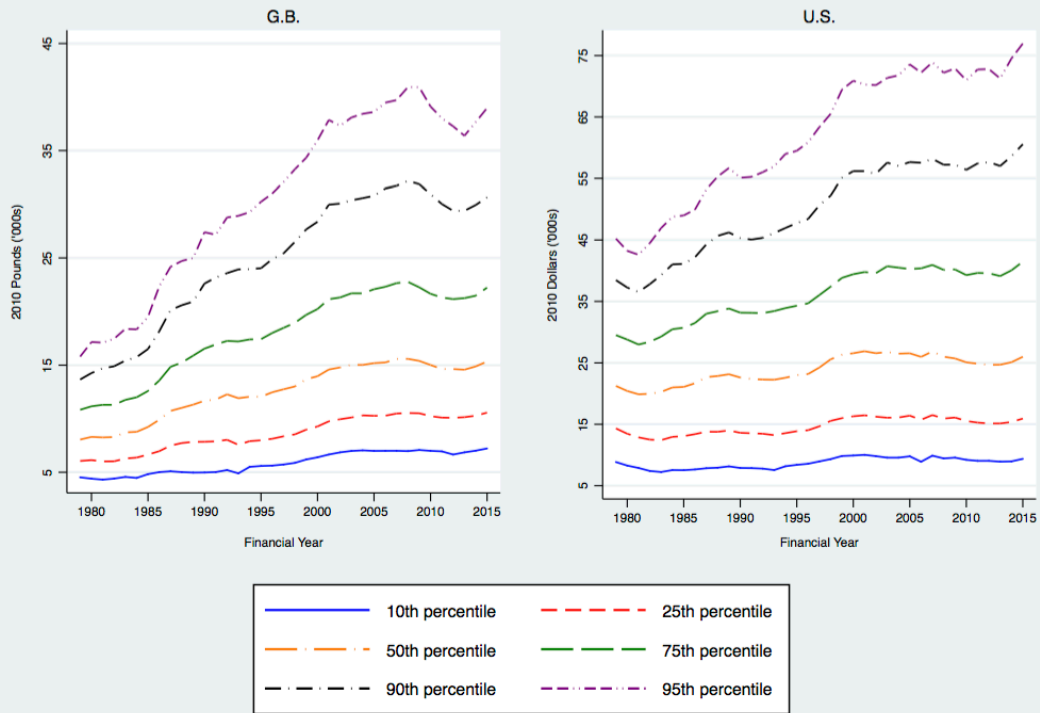 G.B.
2010 Pounds ('000s)
45
35
25
15
5
1980 1985 1990 1995 2000 2005 2010 2015
Financial Year
U.S.
2010 Dollars ('000s)
75
65
55
45
35
25
15
5
1980 1985 1990 1995 2000 2005 2010 2015
Financial Year
10th percentile 25th percentile
50th percentile 75th percentile
90th percentile 95th percentile